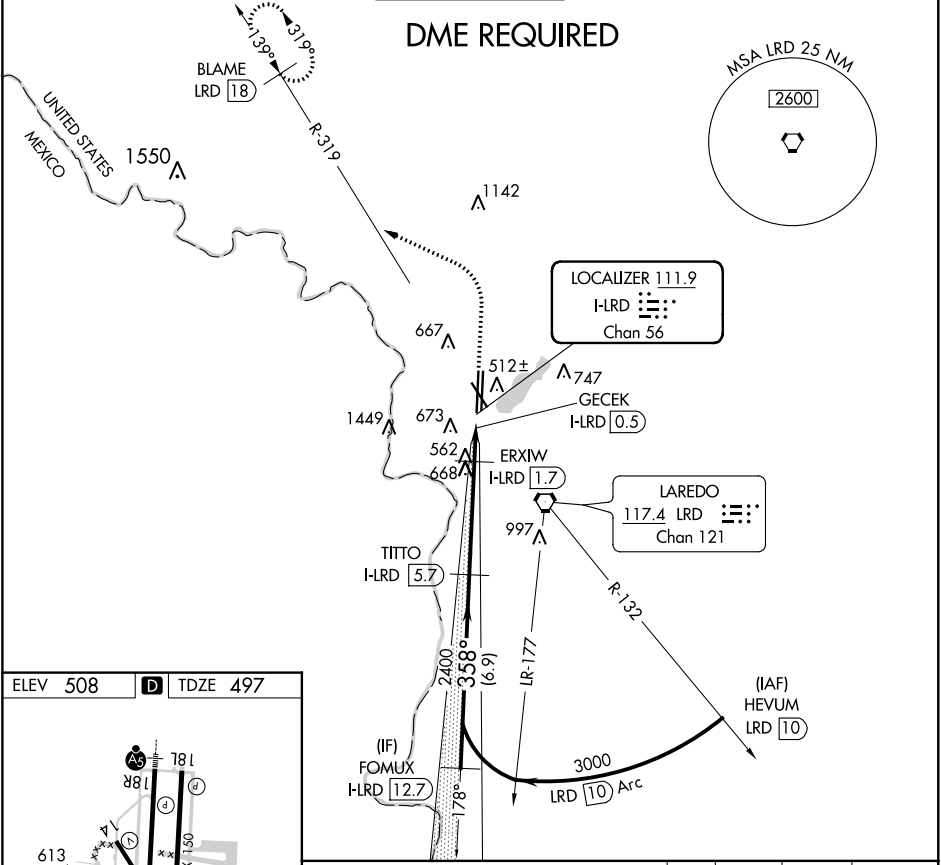 DME REQUIRED
MSA LRD 25 NM
2600
139°
319°
BLAME
LRD 18
R-319
UNITED STATES
MEXICO
1550
1142
LOCALIZER 111.9
I-LRD
Chan 56
667
512±
747
GECEK
I-LRD 0.5
1449
673
562
668
ERXIW
I-LRD 1.7
LAREDO
117.4 LRD
Chan 121
997
TITTO
I-LRD 5.7
R-132
LR-177
2400
358°
(6.9)
(IAF)
HEVUM
LRD 10
3000
LRD 10 Arc
(IF)
FOMUX
I-LRD 12.7
178°
ELEV 508
D
TDZE 497
A5
18R
18L
P
P
14
V
150
613